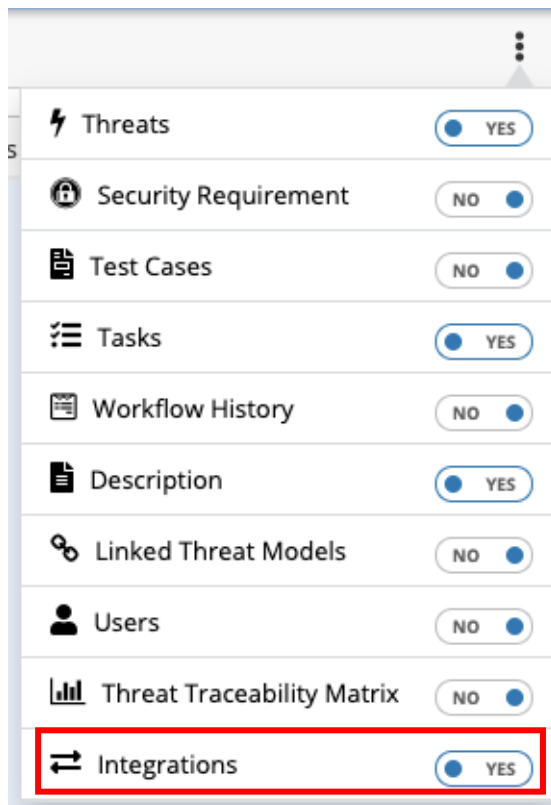 Threats YES
s
Security Requirement NO
Test Cases NO
Tasks YES
Workflow History NO
Description YES
Linked Threat Models NO
Users NO
Threat Traceability Matrix NO
Integrations YES